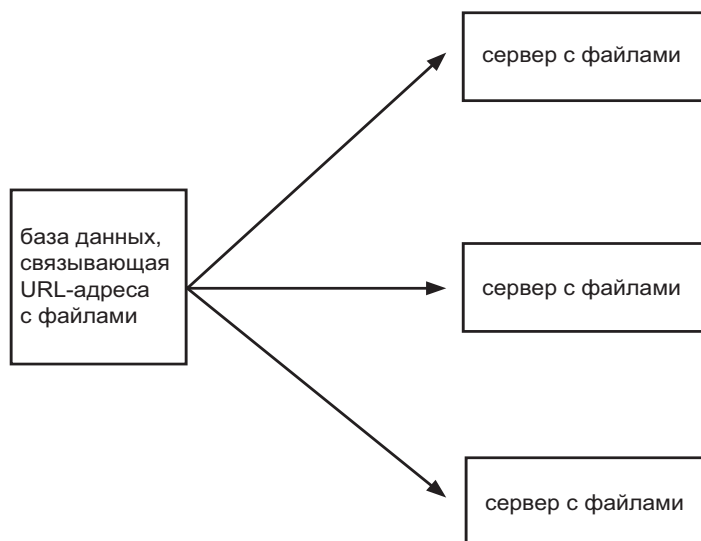 сервер с файлами
база данных,
связывающая
URL-адреса
с файлами
сервер с файлами
сервер с файлами